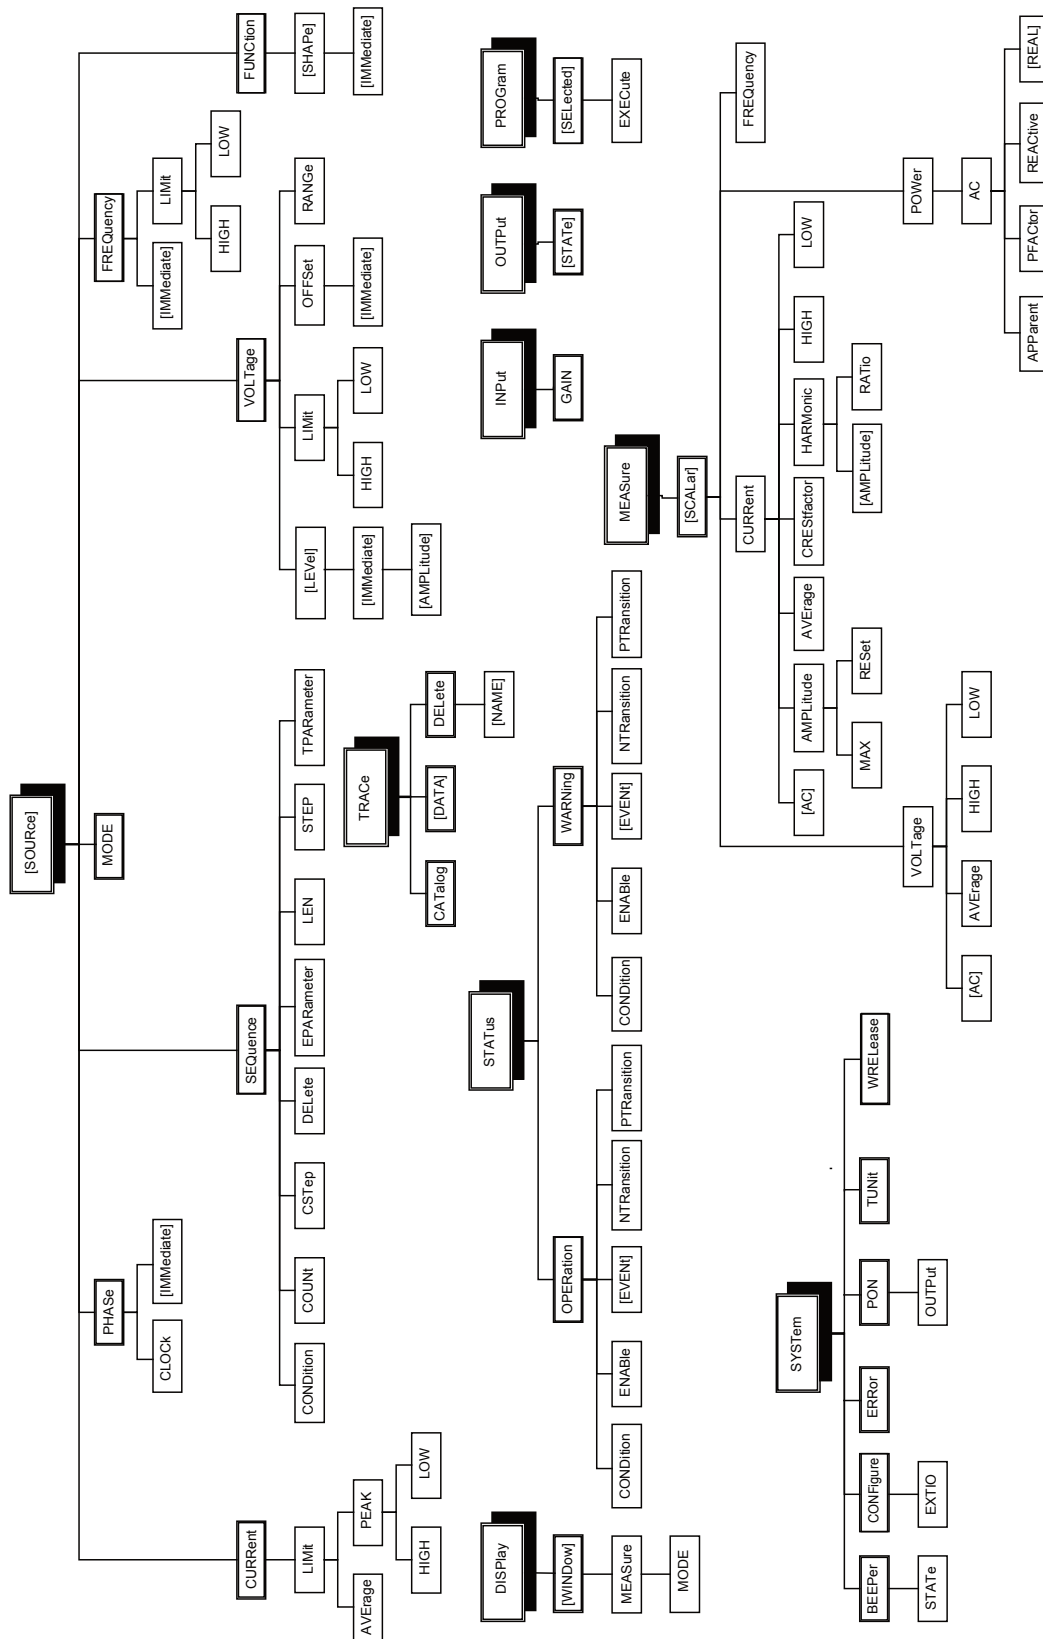 [SOURce]
MODE
CURRent
LIMit
AVErage
PEAK
HIGH
LOW
PHASe
CLOCk
[IMMediate]
SEQuence
CONDition
COUNt
CSTep
DELete
EPARameter
LEN
STEP
TPARameter
VOLTage
[LEVel]
[IMMediate]
[AMPLitude]
LIMit
HIGH
LOW
OFFSet
[IMMediate]
RANGe
FREQuency
[IMMediate]
LIMit
HIGH
LOW
FUNCtion
[SHAPe]
[IMMediate]
TRACe
CATalog
[DATA]
DELete
[NAME]
DISPlay
[WINDow]
MEASure
MODE
STATus
OPERation
CONDition
ENABle
[EVENt]
NTRansition
PTRansition
WARNing
CONDition
ENABle
[EVENt]
NTRansition
PTRansition
INPut
GAIN
OUTPut
[STATe]
PROGram
[SELected]
EXECute
SYSTem
BEEPer
STATe
CONFigure
EXTIO
ERRor
PON
OUTPut
TUNit
WRELease
MEASure
[SCALar]
VOLTage
[AC]
AVErage
HIGH
LOW
CURRent
[AC]
AMPLitude
MAX
RESet
AVErage
CREStfactor
HARMonic
[AMPLitude]
RATio
HIGH
LOW
POWer
AC
APParent
PFACtor
REACtive
[REAL]
FREQuency